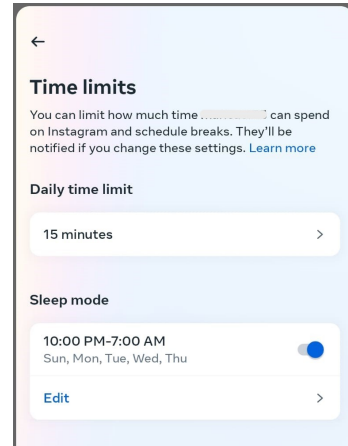 Time limits
You can limit how much time can spend
on Instagram and schedule breaks. They'll be
notified if you change these settings. Learn more
Daily time limit
15 minutes
Sleep mode
10:00 PM-7:00 AM
Sun, Mon, Tue, Wed, Thu
Edit